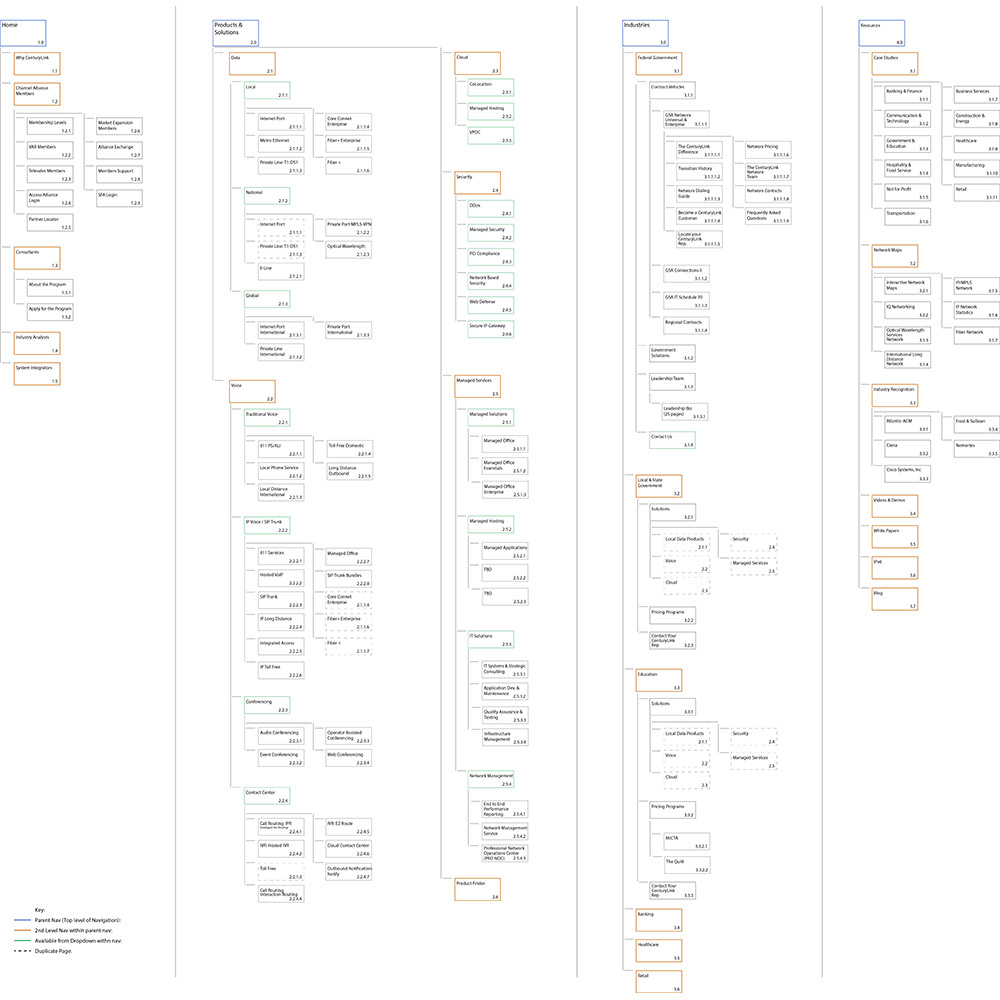 Home
1.0
Why CenturyLink
1.1
Channel Alliance
Members
1.2
Membership Levels
1.2.1
VAR Members
1.2.2
Telesales Members
1.2.3
Access Alliance
Login
1.2.4
Partner Locator
1.2.5
Market Expansion
Members
1.2.6
Alliance Exchange
1.2.7
Members Support
1.2.8
SFA Login
1.2.9
Consultants
1.3
About the Program
1.3.1
Apply for the Program
1.3.2
Industry Analysts
1.4
System Integrators
1.5
Key:
Parent Nav (Top level of Navigation):
2nd Level Nav within parent nav:
Available from Dropdown within nav:
Duplicate Page:
Products &
Solutions
2.0
Data
2.1
Local
2.1.1
Internet Port
2.1.1.1
Metro Ethernet
2.1.1.2
Private Line T1-DS1
2.1.1.3
Core Connet
Enterprise
2.1.1.4
Fiber+ Enterprise
2.1.1.5
Fiber +
2.1.1.6
National
2.1.2
Internet Port
2.1.1.1
Private Line T1-DS1
2.1.1.3
E-Line
2.1.2.1
Private Port MPLS-VPN
2.1.2.2
Optical Wavelength
2.1.2.3
Global
2.1.3
Internet Port
International
2.1.3.1
Private Line
International
2.1.3.2
Private Port
International
2.1.3.3
Voice
2.2
Traditional Voice
2.2.1
911 PS/ALI
2.2.1.1
Local Phone Service
2.2.1.2
Local Distance
International
2.2.1.3
Toll Free Domestic
2.2.1.4
Long Distance
Outbound
2.2.1.5
IP Voice / SIP Trunk
2.2.2
911 Services
2.2.2.1
Hosted VoIP
2.2.2.2
SIP Trunk
2.2.2.3
IP Long Distance
2.2.2.4
Integrated Access
2.2.2.5
IP Toll Free
2.2.2.6
Managed Office
2.2.2.7
SIP Trunk Bundles
2.2.2.8
Core Connet
Enterprise
2.1.1.4
Fiber+ Enterprise
2.1.1.6
Fiber +
2.1.1.7
Conferencing
2.2.3
Audio Conferencing
2.2.3.1
Event Conferencing
2.2.3.2
Operator Assisted
Conferencing
2.2.3.3
Web Conferencing
2.2.3.4
Contact Center
2.2.4
Call Routing: IPR
2.2.4.1
IVR: Hosted IVR
2.2.4.2
Toll Free
2.2.1.3
Call Routing:
Interaction Routing
2.2.4.4
IVR: EZ Route
2.2.4.5
Cloud Contact Center
2.2.4.6
Outbound Notification
Notify
2.2.4.7
Cloud
2.3
CoLocation
2.3.1
Managed Hosting
2.3.2
VPDC
2.3.3
Security
2.4
DDos
2.4.1
Managed Security
2.4.2
PCI Compliance
2.4.3
Network Based
Security
2.4.4
Web Defense
2.4.5
Secure IP Gateway
2.4.6
Managed Services
2.5
Managed Solutions
2.5.1
Managed Office
2.5.1.1
Managed Office
Essentials
2.5.1.2
Managed Office
Enterprise
2.5.1.3
Managed Hosting
2.5.2
Managed Applications
2.5.2.1
TBD
2.5.2.2
TBD
2.5.2.3
IT Solutions
2.5.3
IT Systems & Strategic
Consulting
2.5.3.1
Application Dev. &
Maintenance
2.5.3.2
Quality Assurance &
Testing
2.5.3.3
Infrastructure
Management
2.5.3.4
Network Management
2.5.4
End to End
Performance
Reporting
2.5.4.1
Network Management
Service
2.5.4.2
Professional Network
Operations Center
(PRO NOC)
2.5.4.3
Product Finder
2.6
Industries
3.0
Federal Government
3.1
Contract Vehicles
3.1.1
GSA Network
Universal &
Enterprise
3.1.1.1
The CenturyLink
Difference
3.1.1.1.1
Transition History
3.1.1.1.2
Network Dialing
Guide
3.1.1.1.3
Become a CenturyLink
Customer
3.1.1.1.4
Locate your
CenturyLink
Rep
3.1.1.1.5
Network Pricing
3.1.1.1.6
The CenturyLink
Network
Team
3.1.1.1.7
Network Contacts
3.1.1.1.8
Frequently Asked
Questions
3.1.1.1.9
GSA Connections II
3.1.1.2
GSA IT Schedule 70
3.1.1.3
Regional Contracts
3.1.1.4
Government
Solutions
3.1.2
Leadership Team
3.1.3
Leadership Bio
(25 pages)
3.1.3.1
Contact Us
3.1.4
Local & State
Government
3.2
Solutions
3.2.1
Local Data Products
2.1.1
Voice
2.2
Cloud
2.3
Security
2.4
Managed Services
2.5
Pricing Programs
3.2.2
Contact Your
CenturyLink
Rep
3.2.3
Education
3.3
Solutions
3.3.1
Local Data Products
2.1.1
Voice
2.2
Cloud
2.3
Security
2.4
Managed Services
2.5
Pricing Programs
3.3.2
MiCTA
3.3.2.1
The Quilt
3.3.2.2
Contact Your
CenturyLink
Rep
3.3.3
Banking
3.4
Healthcare
3.5
Retail
3.6
Resources
4.0
Case Studies
3.1
Banking & Finance
3.1.1
Communication &
Technology
3.1.2
Government &
Education
3.1.3
Hospitality &
Food Service
3.1.4
Not for Profit
3.1.5
Transportation
3.1.6
Business Services
3.1.7
Construction &
Energy
3.1.8
Healthcare
3.1.9
Manufacturing
3.1.10
Retail
3.1.11
Network Maps
3.2
Interactive Network
Maps
3.2.1
IQ Networking
3.2.2
Optical Wavelength
Services
Network
3.1.3
International Long
Distance
Network
3.1.4
IP/MPLS
Network
3.1.5
IP Network
Statistics
3.1.6
Fiber Network
3.1.7
Industry Recognition
3.3
Atlantic-ACM
3.3.1
Ciena
3.3.2
Cisco Systems, Inc
3.3.3
Frost & Sullivan
3.3.4
Nemertes
3.3.5
Videos & Demos
3.4
White Papers
3.5
IPv6
3.6
Blog
3.7